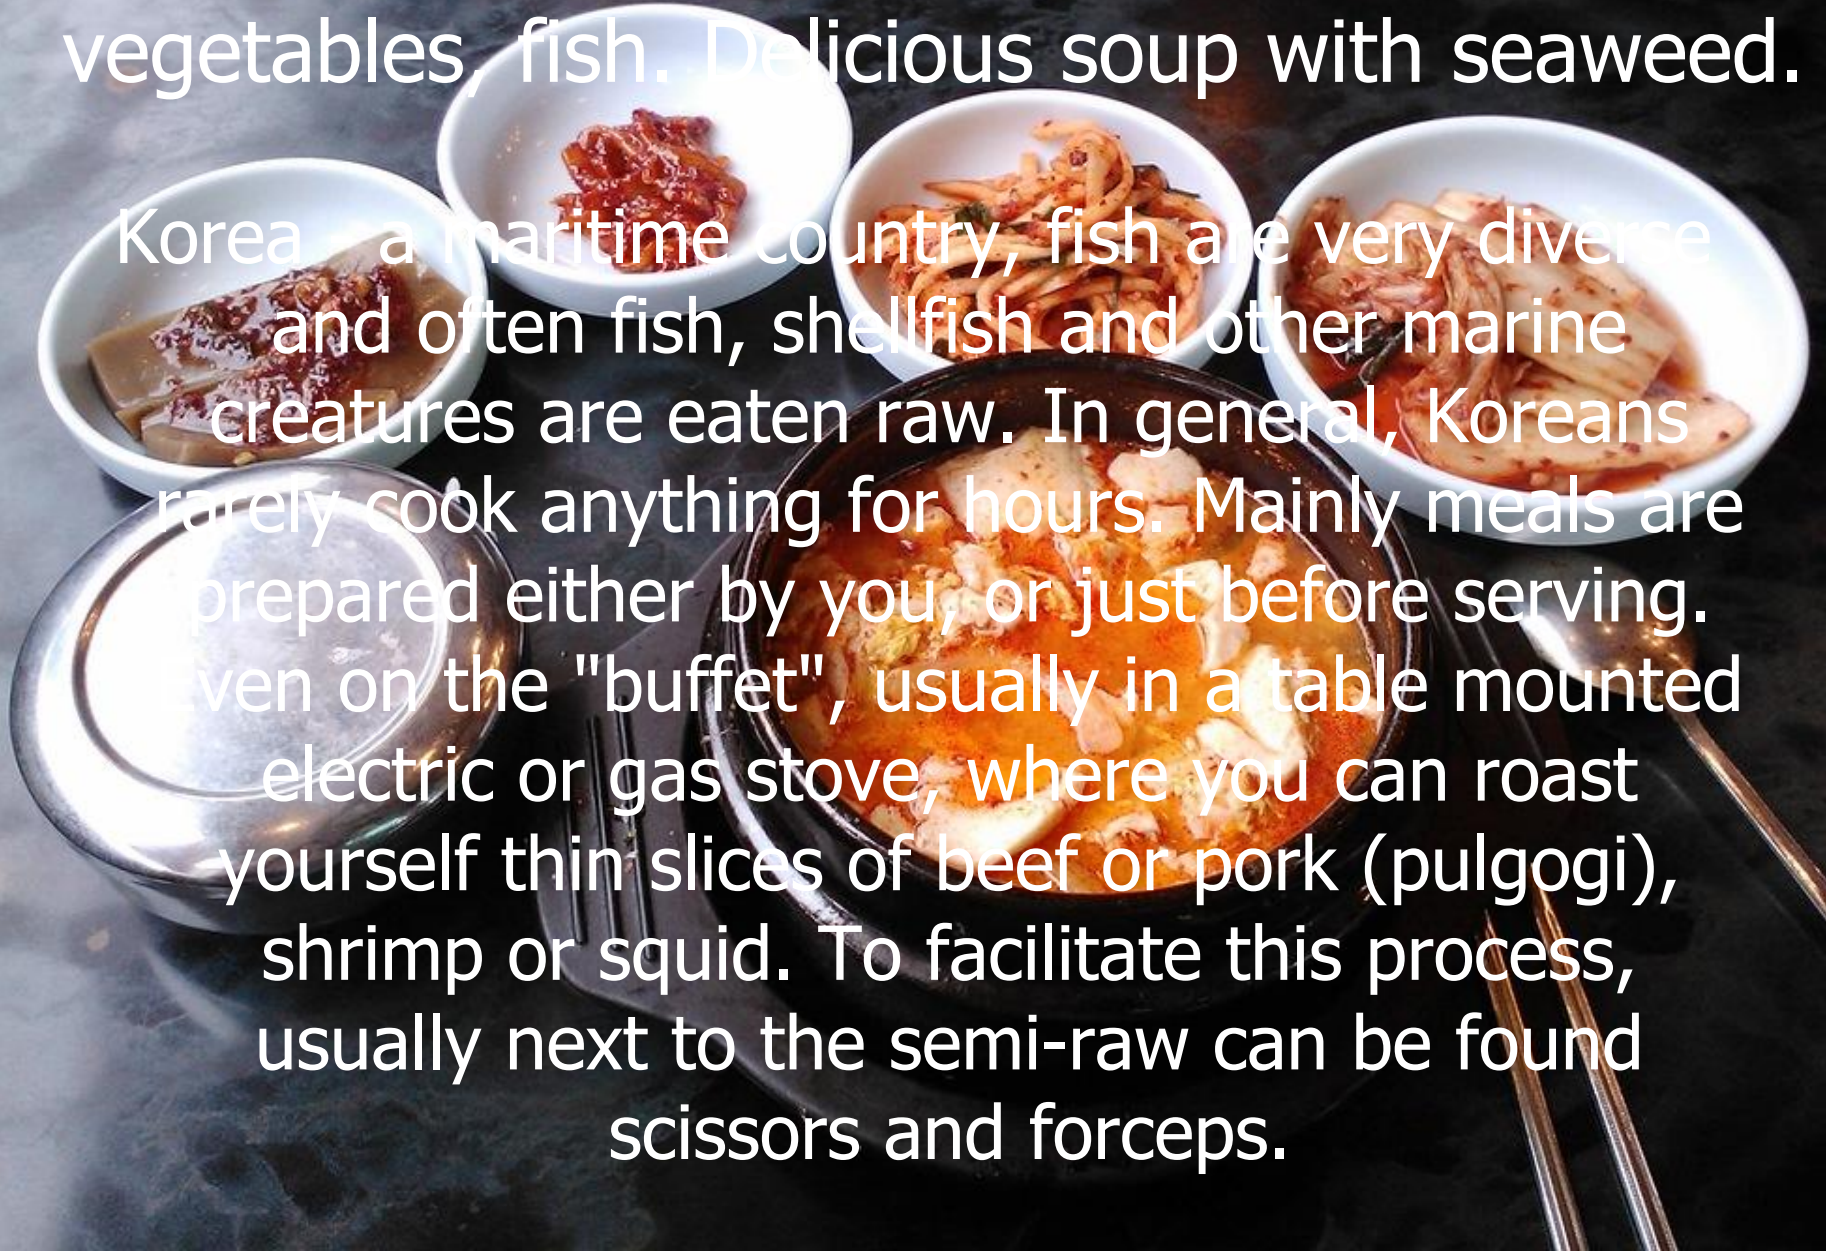 vegetables, fish. Delicious soup with seaweed.
Korea - a maritime country, fish are very diverse
and often fish, shellfish and other marine
creatures are eaten raw. In general, Koreans
rarely cook anything for hours. Mainly meals are
prepared either by you, or just before serving.
Even on the "buffet", usually in a table mounted
electric or gas stove, where you can roast
yourself thin slices of beef or pork (pulgogi),
shrimp or squid. To facilitate this process,
usually next to the semi-raw can be found
scissors and forceps.